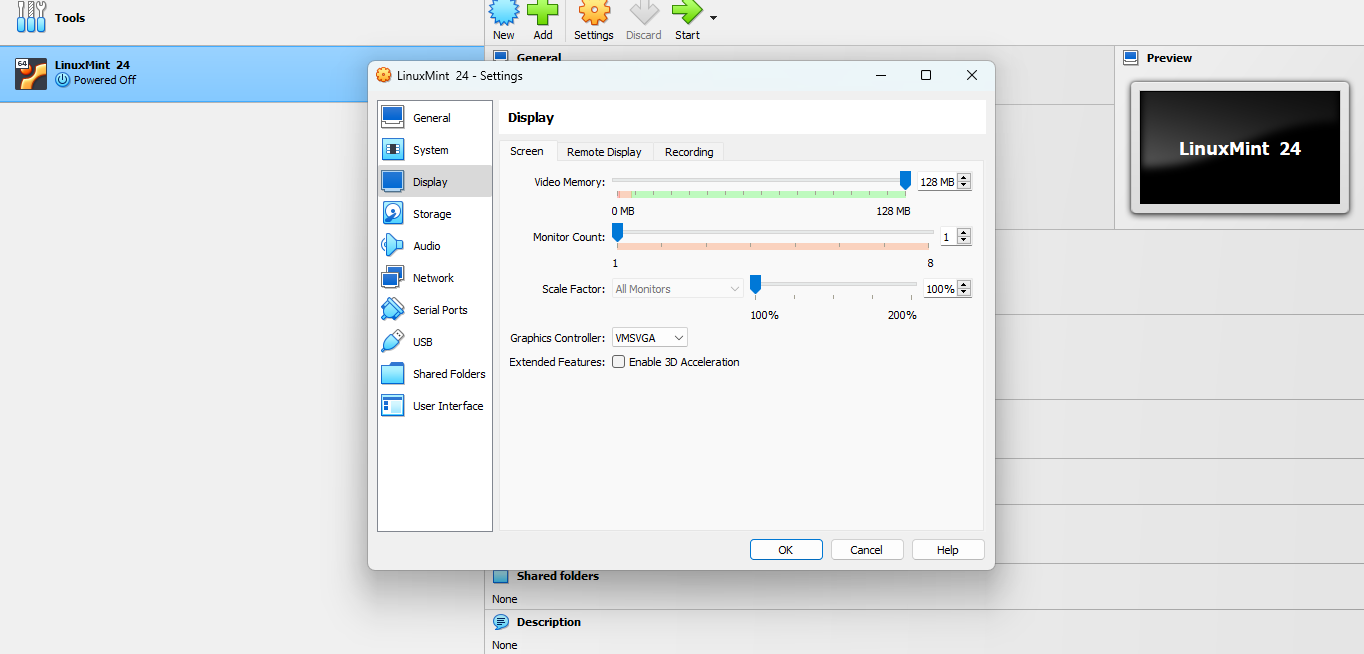 Tools
New Add Settings Discard Start
64
LinuxMint 24
Powered Off
General
Preview
LinuxMint 24
LinuxMint 24 - Settings
General
System
Display
Storage
Audio
Network
Serial Ports
USB
Shared Folders
User Interface
Display
Screen Remote Display Recording
Video Memory: 128 MB
0 MB 128 MB
Monitor Count: 1
1 8
Scale Factor: All Monitors 100%
100% 200%
Graphics Controller: VMSVGA
Extended Features: Enable 3D Acceleration
OK Cancel Help
Shared folders
None
Description
None